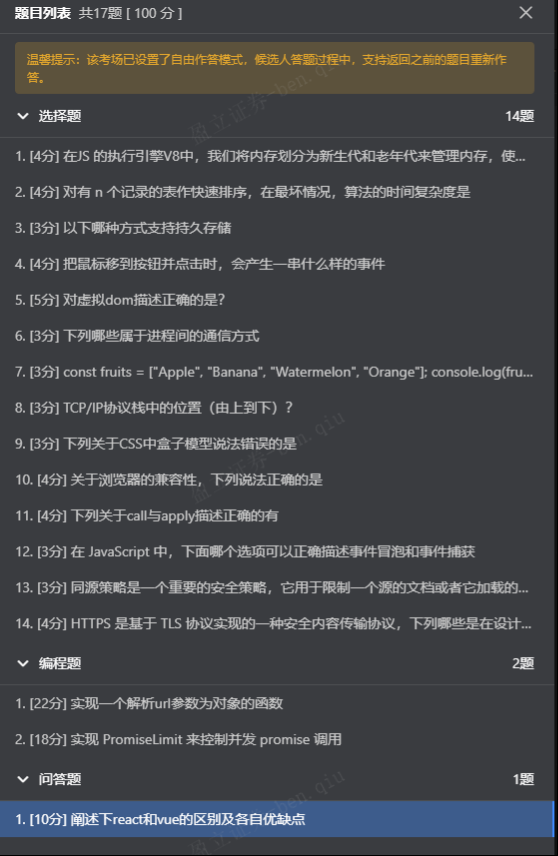 题目列表 共17题 [ 100 分 ]
温馨提示：该考场已设置了自由作答模式，候选人答题过程中，支持返回之前的题目重新作
答。
选择题 14题
1. [4分] 在JS 的执行引擎V8中，我们将内存划分为新生代和老年代来管理内存，使...
2. [4分] 对有 n 个记录的表作快速排序，在最坏情况，算法的时间复杂度是
3. [3分] 以下哪种方式支持持久存储
4. [4分] 把鼠标移到按钮并点击时，会产生一串什么样的事件
5. [5分] 对虚拟dom描述正确的是？
6. [3分] 下列哪些属于进程间的通信方式
7. [3分] const fruits = ["Apple", "Banana", "Watermelon", "Orange"]; console.log(fru...
8. [3分] TCP/IP协议栈中的位置（由上到下）？
9. [3分] 下列关于CSS中盒子模型说法错误的是
10. [4分] 关于浏览器的兼容性，下列说法正确的是
11. [4分] 下列关于call与apply描述正确的有
12. [3分] 在 JavaScript 中，下面哪个选项可以正确描述事件冒泡和事件捕获
13. [3分] 同源策略是一个重要的安全策略，它用于限制一个源的文档或者它加载的...
14. [4分] HTTPS 是基于 TLS 协议实现的一种安全内容传输协议，下列哪些是在设计...
编程题 2题
1. [22分] 实现一个解析url参数为对象的函数
2. [18分] 实现 PromiseLimit 来控制并发 promise 调用
问答题 1题
1. [10分] 阐述下react和vue的区别及各自优缺点
盈立证券-ben.qiu
盈立证券-ben.qiu
盈立证券-ben.qiu